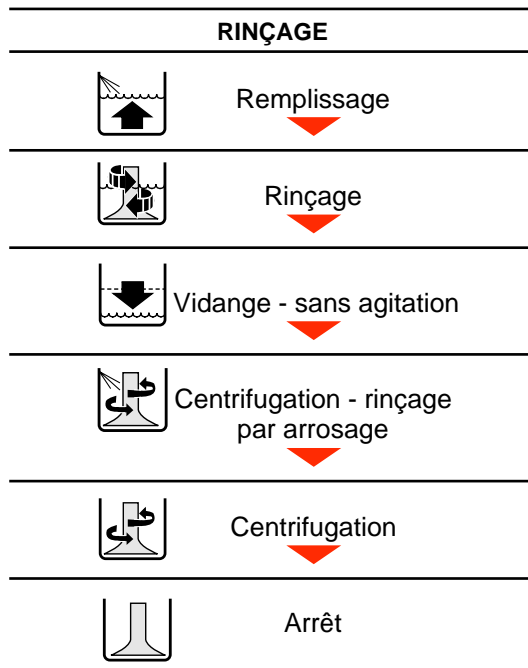 RINÇAGE
Remplissage
Rinçage
Vidange - sans agitation
Centrifugation - rinçage
par arrosage
Centrifugation
Arrêt